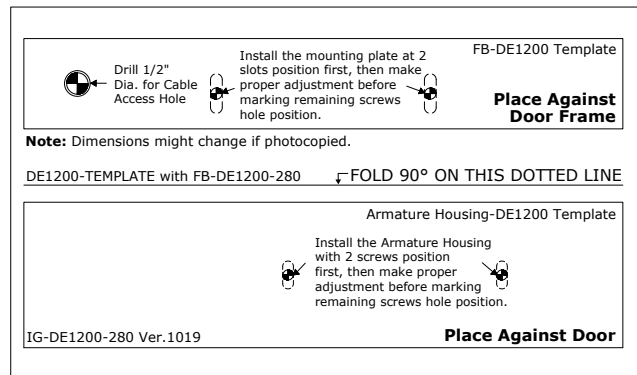 FB-DE1200 Template
Drill 1/2"
Dia. for Cable
Access Hole
Install the mounting plate at 2
slots position first, then make
proper adjustment before
marking remaining screws
hole position.
Place Against
Door Frame
Note: Dimensions might change if photocopied.
DE1200-TEMPLATE with FB-DE1200-280
FOLD 90° ON THIS DOTTED LINE
Armature Housing-DE1200 Template
Install the Armature Housing
with 2 screws position
first, then make proper
adjustment before marking
remaining screws hole position.
IG-DE1200-280 Ver.1019
Place Against Door